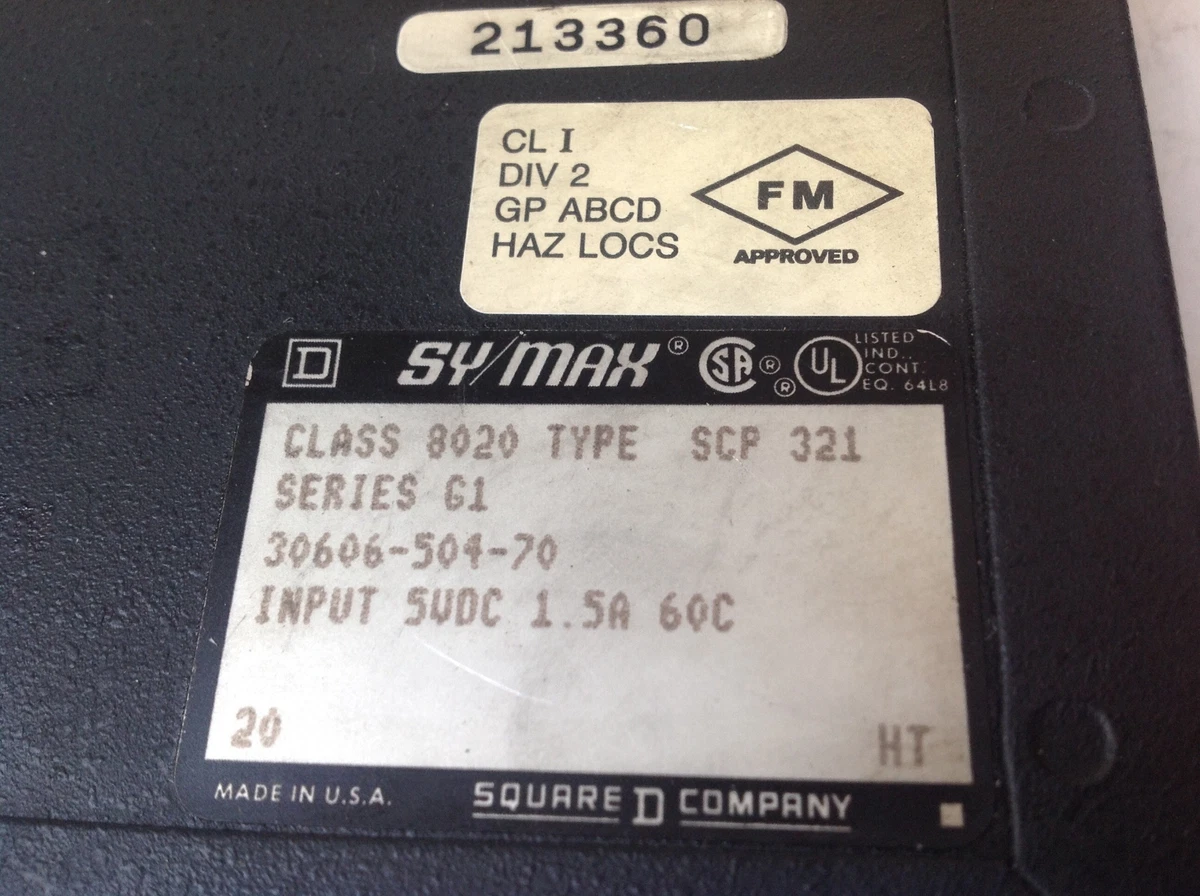 213360
CL I
DIV 2
GP ABCD
HAZ LOCS
FM
APPROVED
D SY/MAX® SA ® ® UL LISTED
IND.
CONT.
EQ. 64L8
CLASS 8020 TYPE SCP 321
SERIES G1
30606-504-70
INPUT 5VDC 1.5A 60C
20 HT
MADE IN U.S.A. SQUARE D COMPANY